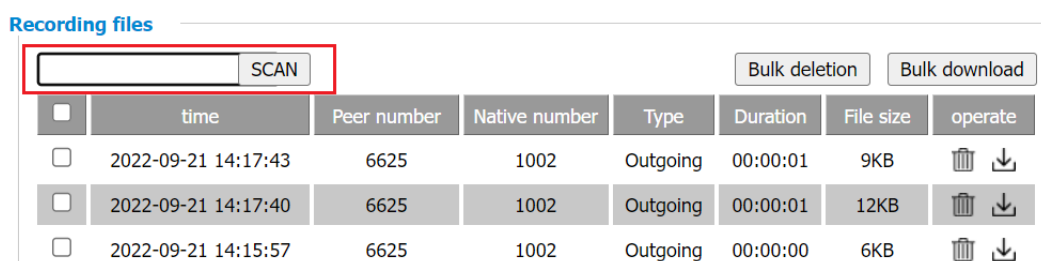 Recording files
SCAN Bulk deletion Bulk download
time Peer number Native number Type Duration File size operate
2022-09-21 14:17:43 6625 1002 Outgoing 00:00:01 9KB
2022-09-21 14:17:40 6625 1002 Outgoing 00:00:01 12KB
2022-09-21 14:15:57 6625 1002 Outgoing 00:00:00 6KB